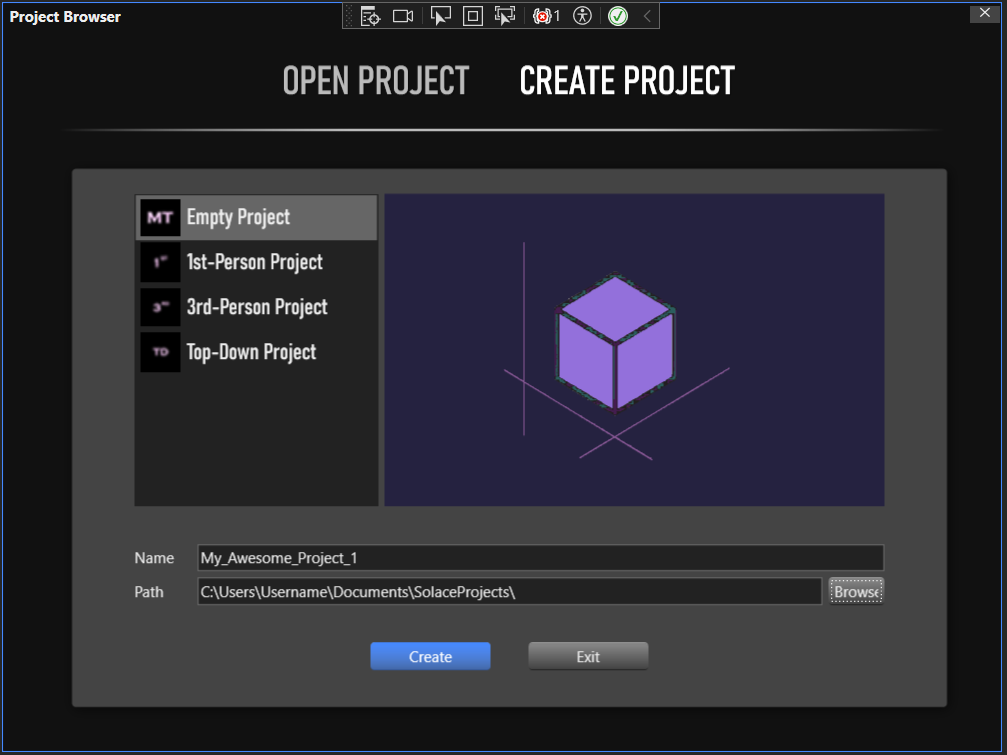 Project Browser
1
OPEN PROJECT CREATE PROJECT
MT Empty Project
1st 1st-Person Project
3rd 3rd-Person Project
TD Top-Down Project
Name My_Awesome_Project_1
Path C:\Users\Username\Documents\SolaceProjects\ Browse
Create Exit